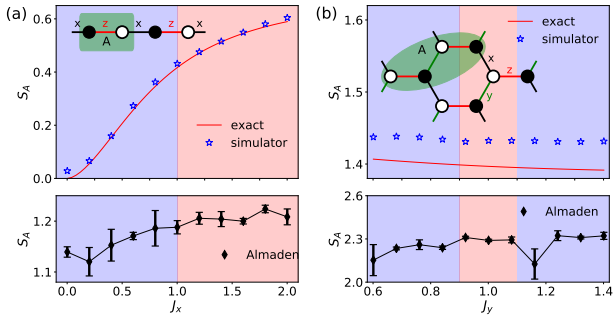 (a)
x
z
x
z
x
A
S_A
0.6
0.4
0.2
0.0
exact
simulator
S_A
1.2
1.1
Almaden
0.0
0.5
1.0
1.5
2.0
J_x
(b)
exact
simulator
A
x
z
y
S_A
1.6
1.5
1.4
S_A
2.6
2.3
2.0
Almaden
0.6
0.8
1.0
1.2
1.4
J_y